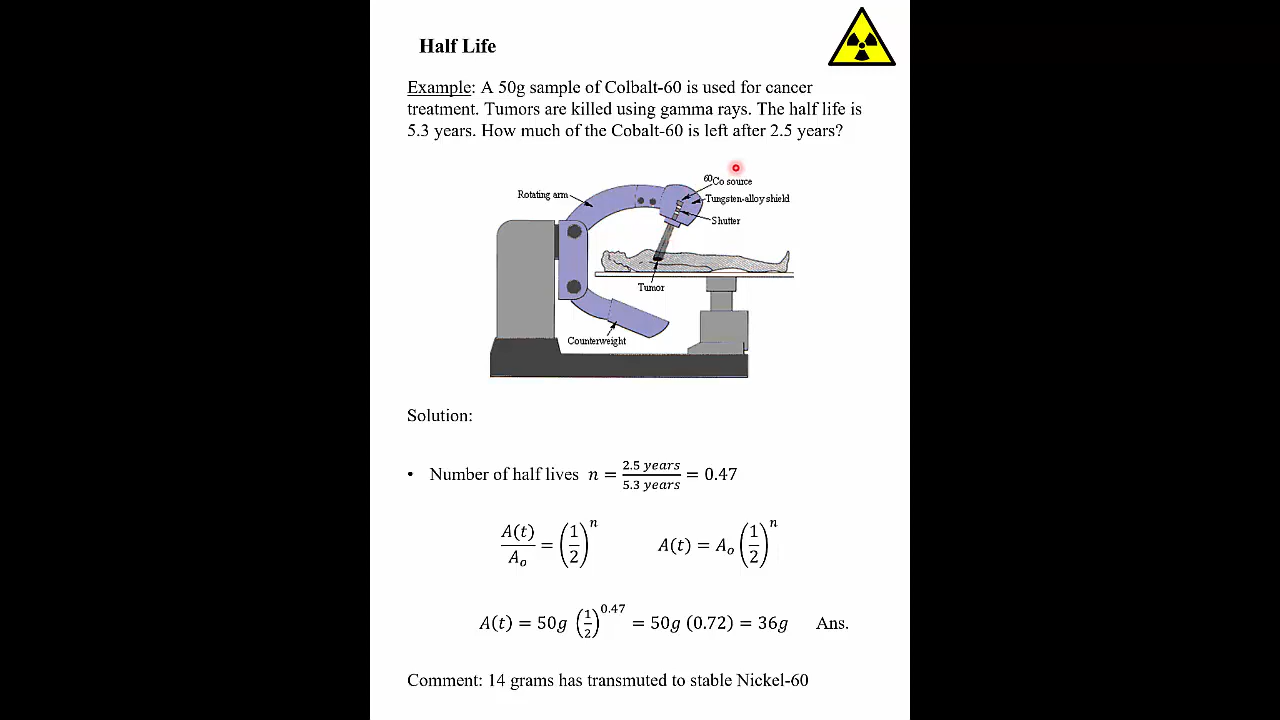 Half Life
Example: A 50g sample of Colbalt-60 is used for cancer
treatment. Tumors are killed using gamma rays. The half life is
5.3 years. How much of the Cobalt-60 is left after 2.5 years?
60Co source
Rotating arm
Tungsten-alloy shield
Shutter
Tumor
Counterweight
Solution:
• Number of half lives n = 2.5 years / 5.3 years = 0.47
A(t)/A₀ = (1/2)ⁿ A(t) = A₀ (1/2)ⁿ
A(t) = 50g (1/2)^0.47 = 50g (0.72) = 36g Ans.
Comment: 14 grams has transmuted to stable Nickel-60